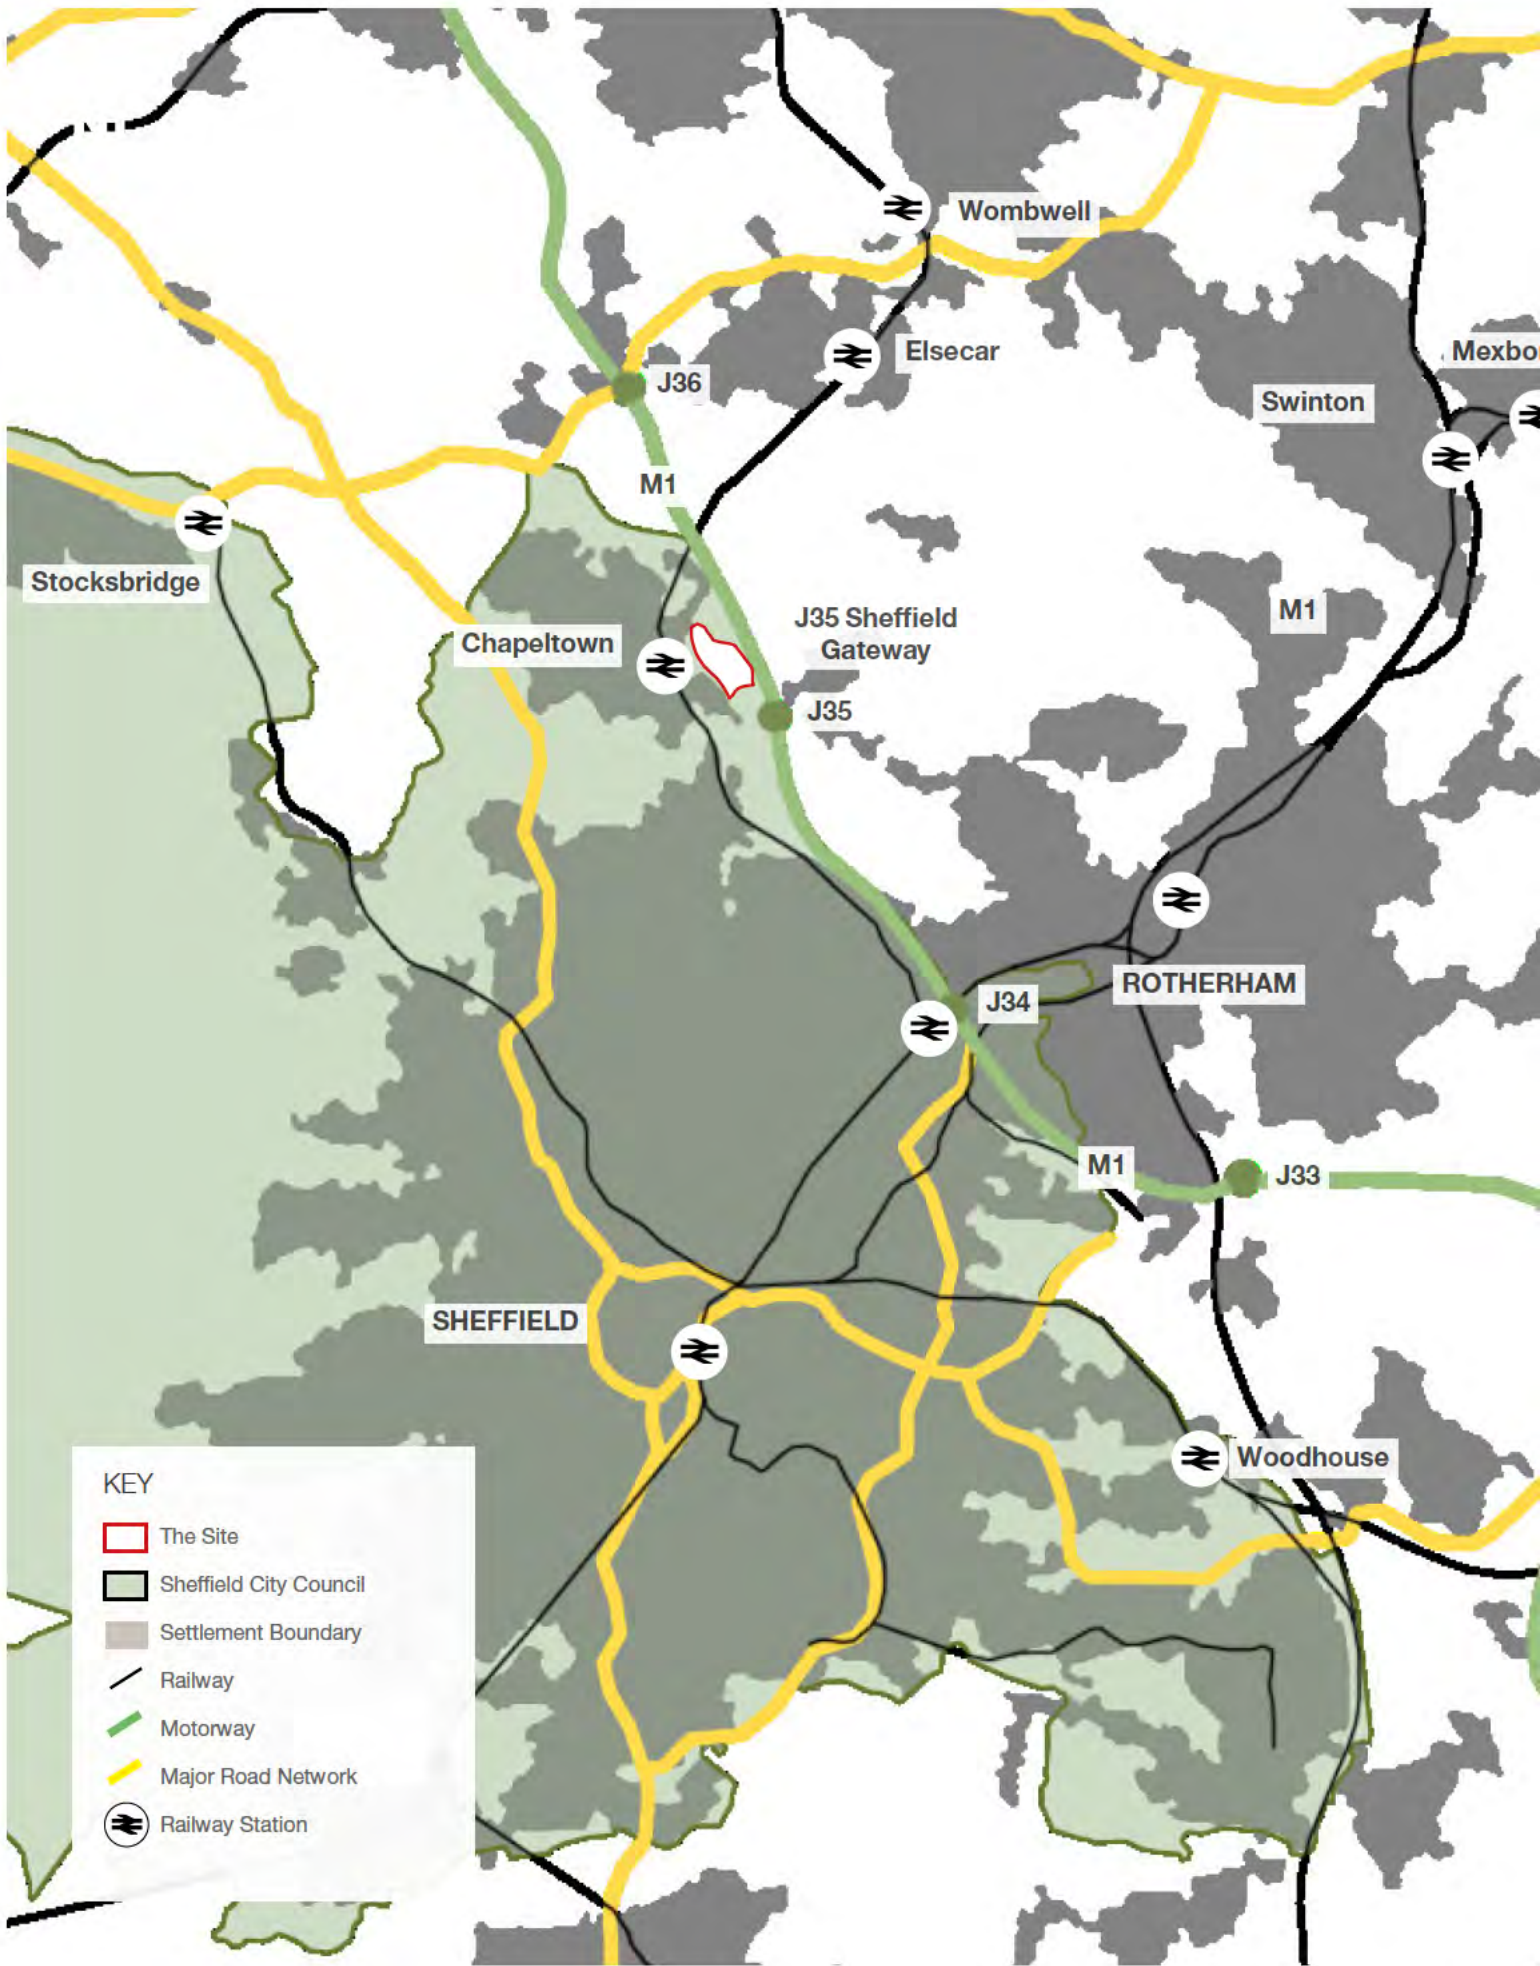 Wombwell
Elsecar
Mexbor
J36
Swinton
M1
Stocksbridge
M1
J35 Sheffield
Gateway
Chapeltown
J35
ROTHERHAM
J34
M1
J33
SHEFFIELD
Woodhouse
KEY
The Site
Sheffield City Council
Settlement Boundary
Railway
Motorway
Major Road Network
Railway Station